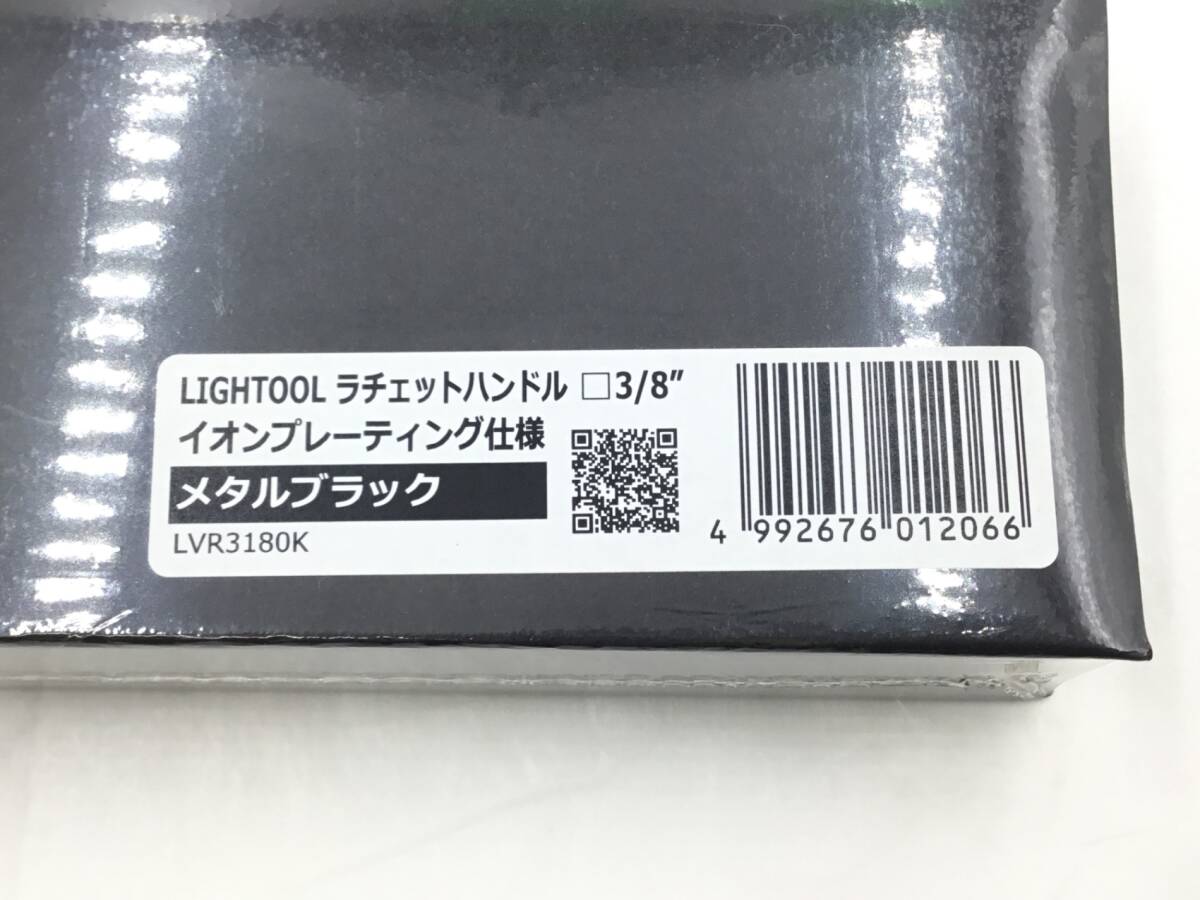 LIGHTOOL ラチェットハンドル □3/8"
イオンプレーティング仕様
メタルブラック
LVR3180K
4 992676 012066